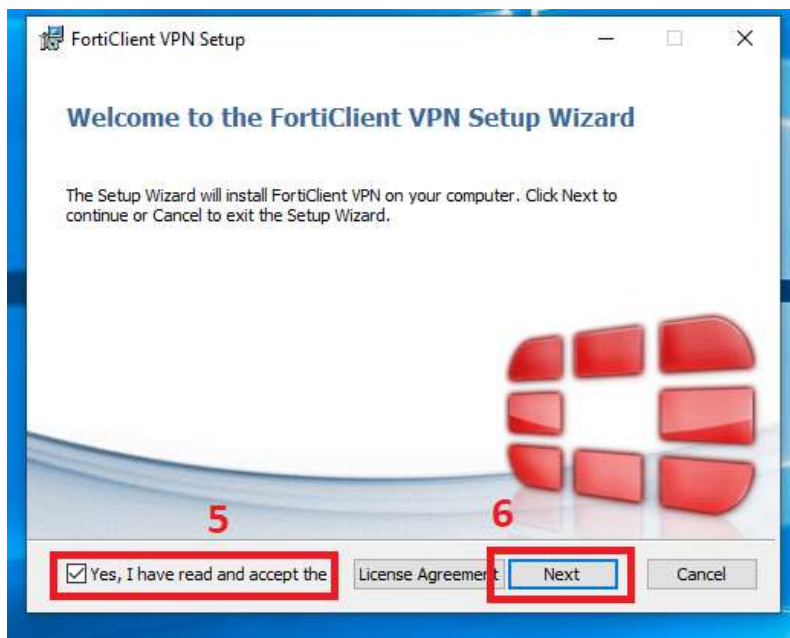 FortiClient VPN Setup
Welcome to the FortiClient VPN Setup Wizard
The Setup Wizard will install FortiClient VPN on your computer. Click Next to
continue or Cancel to exit the Setup Wizard.
5
6
Yes, I have read and accept the
License Agreement
Next
Cancel